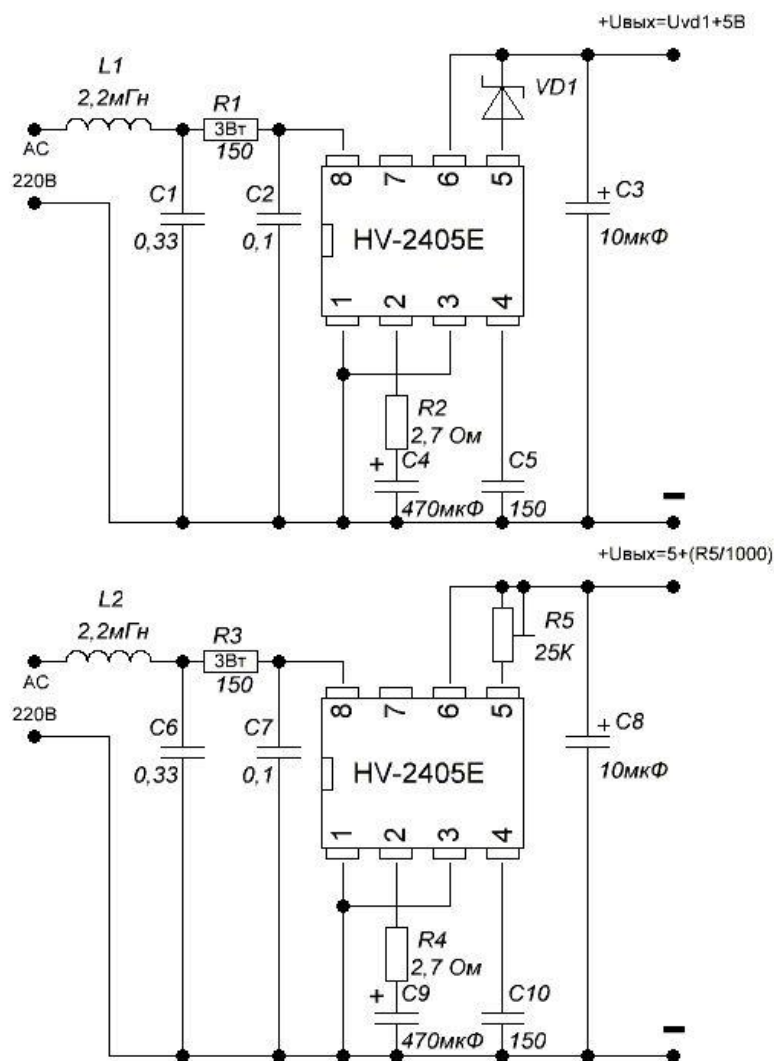 +Uвых=Uvd1+5В
L1
2,2мГн
R1
VD1
3Вт
150
AC
220В
C1
0,33
C2
0,1
8 7 6 5
HV-2405E
1 2 3 4
+ C3
10мкФ
R2
2,7 Ом
+ C4
470мкФ
C5
150
+Uвых=5+(R5/1000)
L2
2,2мГн
R3
3Вт
150
R5
25К
AC
220В
C6
0,33
C7
0,1
8 7 6 5
HV-2405E
1 2 3 4
+ C8
10мкФ
R4
2,7 Ом
+ C9
470мкФ
C10
150